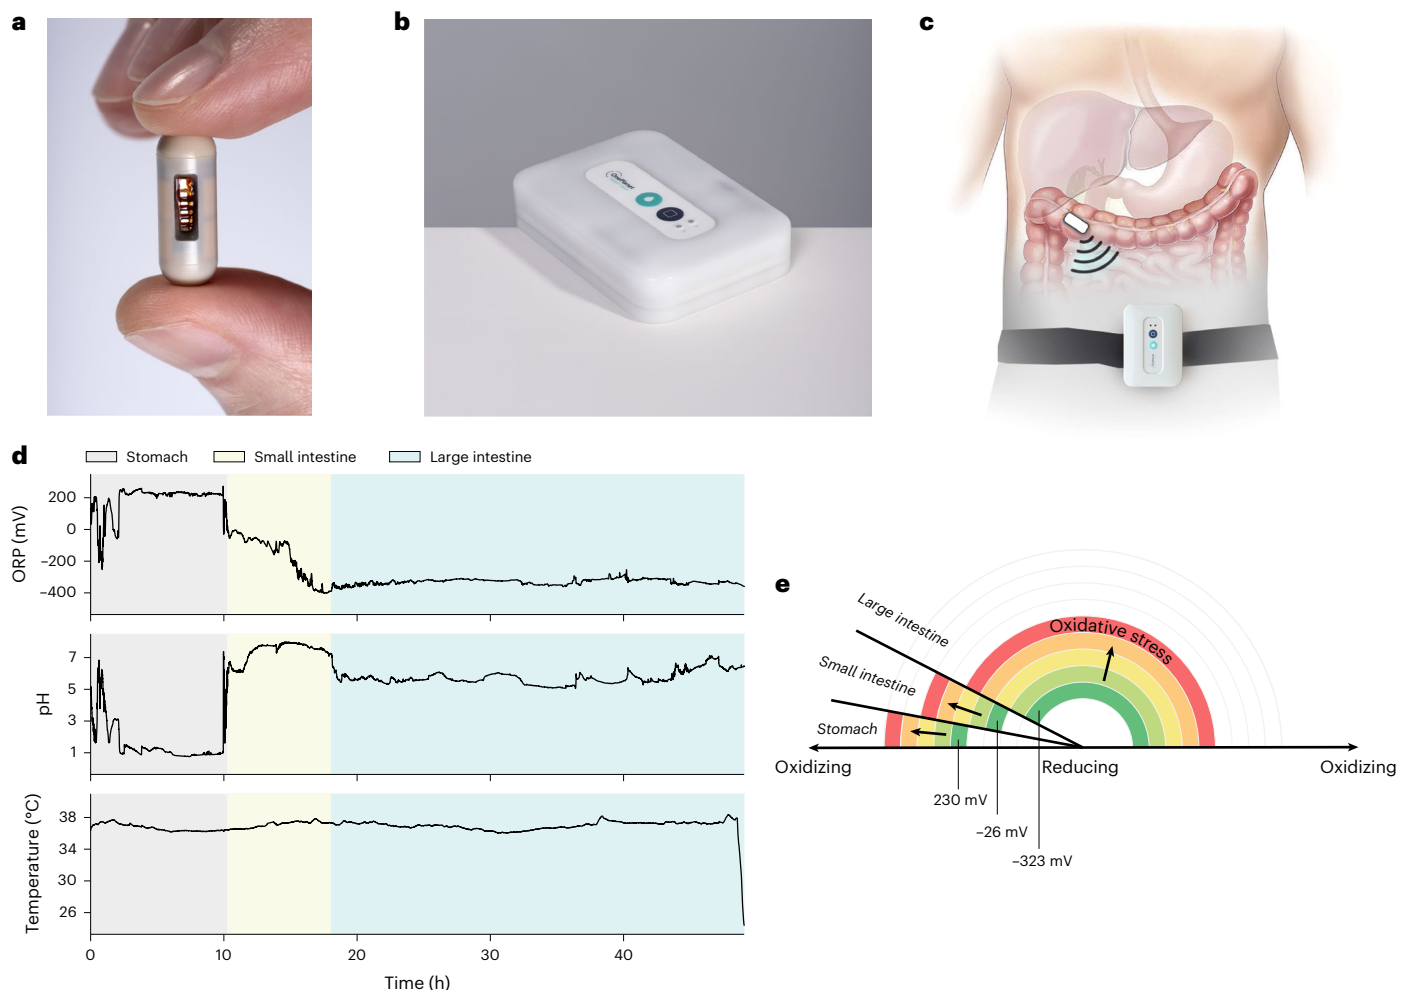 a
b
c
OnePlanet
d
Stomach
Small intestine
Large intestine
ORP (mV)
200
0
–200
–400
pH
7
5
3
1
Temperature (°C)
38
34
30
26
0
10
20
30
40
Time (h)
e
Large intestine
Small intestine
Stomach
Oxidative stress
Oxidizing
Reducing
Oxidizing
230 mV
–26 mV
–323 mV